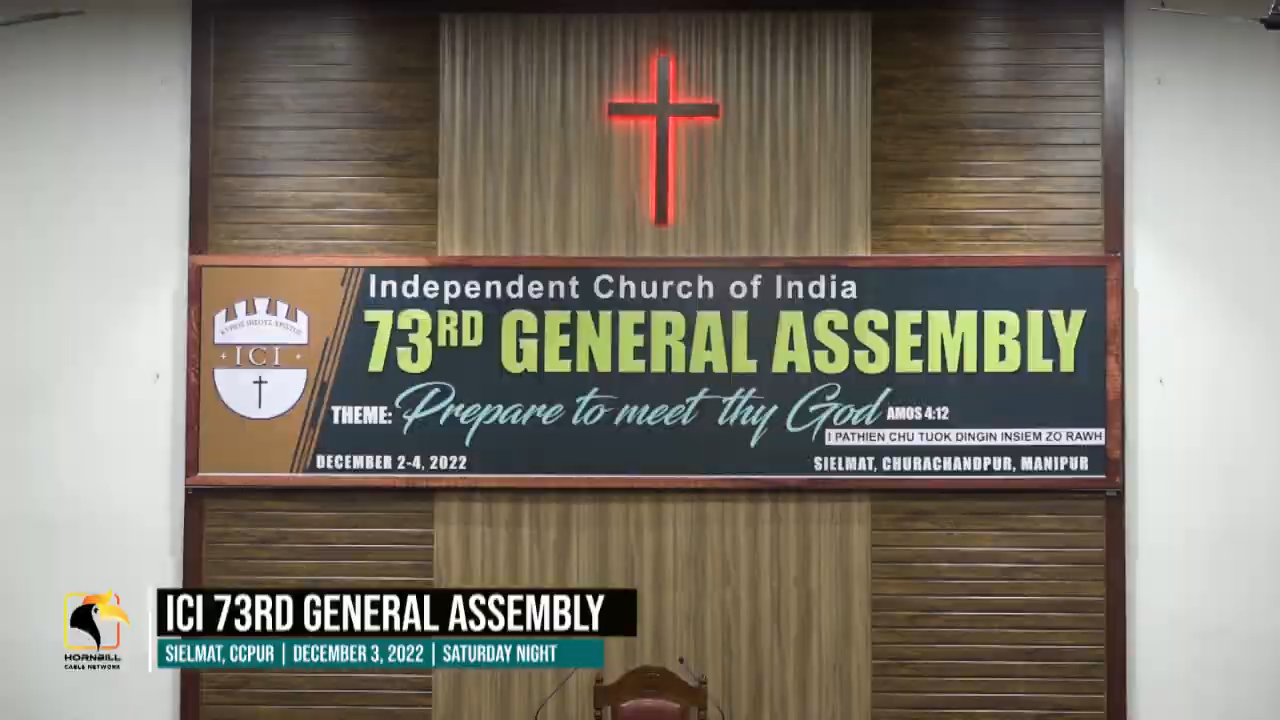 Independent Church of India
73RD GENERAL ASSEMBLY
THEME: Prepare to meet thy God AMOS 4:12
I PATHIEN CHU TUOK DINGIN INSIEM ZO RAWH
DECEMBER 2-4, 2022
SIELMAT, CHURACHANDPUR, MANIPUR
ICI
ICI 73RD GENERAL ASSEMBLY
SIELMAT, CCPUR | DECEMBER 3, 2022 | SATURDAY NIGHT
HORNBILL
CABLE NETWORK